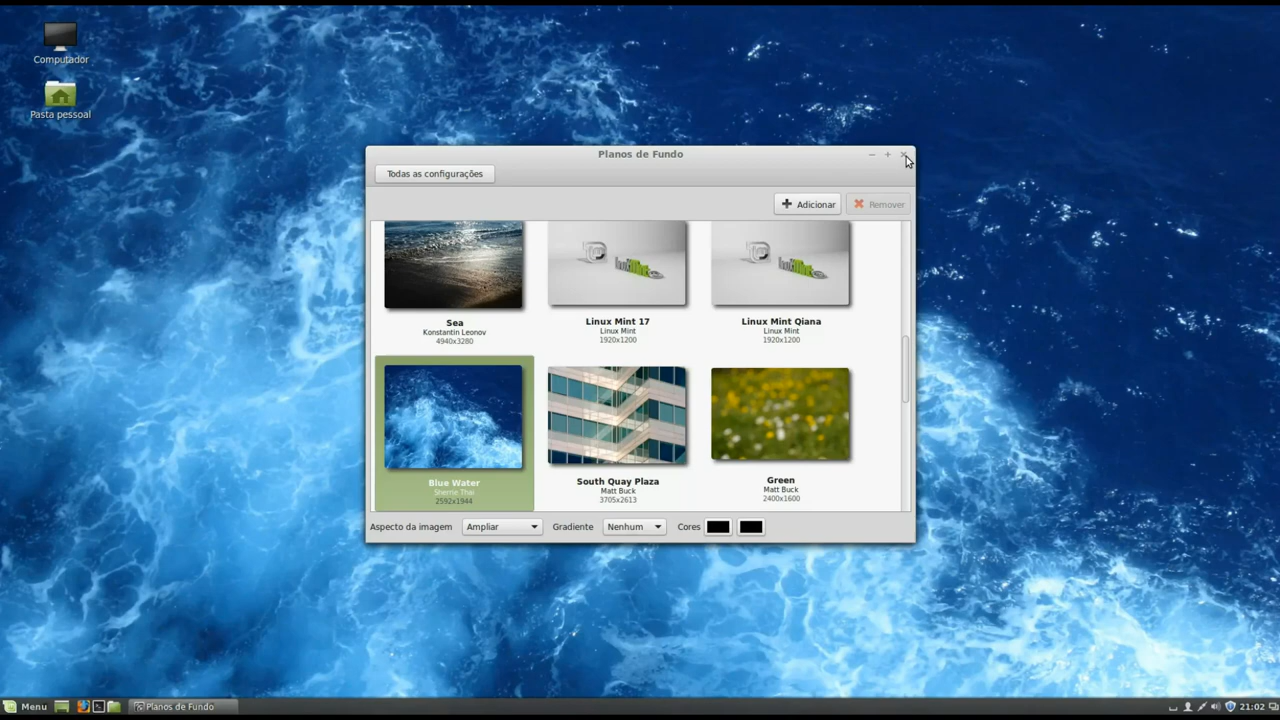 Computador
Pasta pessoal
Planos de Fundo
Todas as configurações
Adicionar
Remover
Sea
Konstantin Leonov
4940x3280
Linux Mint 17
Linux Mint
1920x1200
Linux Mint Qiana
Linux Mint
1920x1200
Blue Water
Sherrie Thai
2592x1944
South Quay Plaza
Matt Buck
3705x2613
Green
Matt Buck
2400x1600
Aspecto da imagem
Ampliar
Gradiente
Nenhum
Cores
Menu
Planos de Fundo
21:02